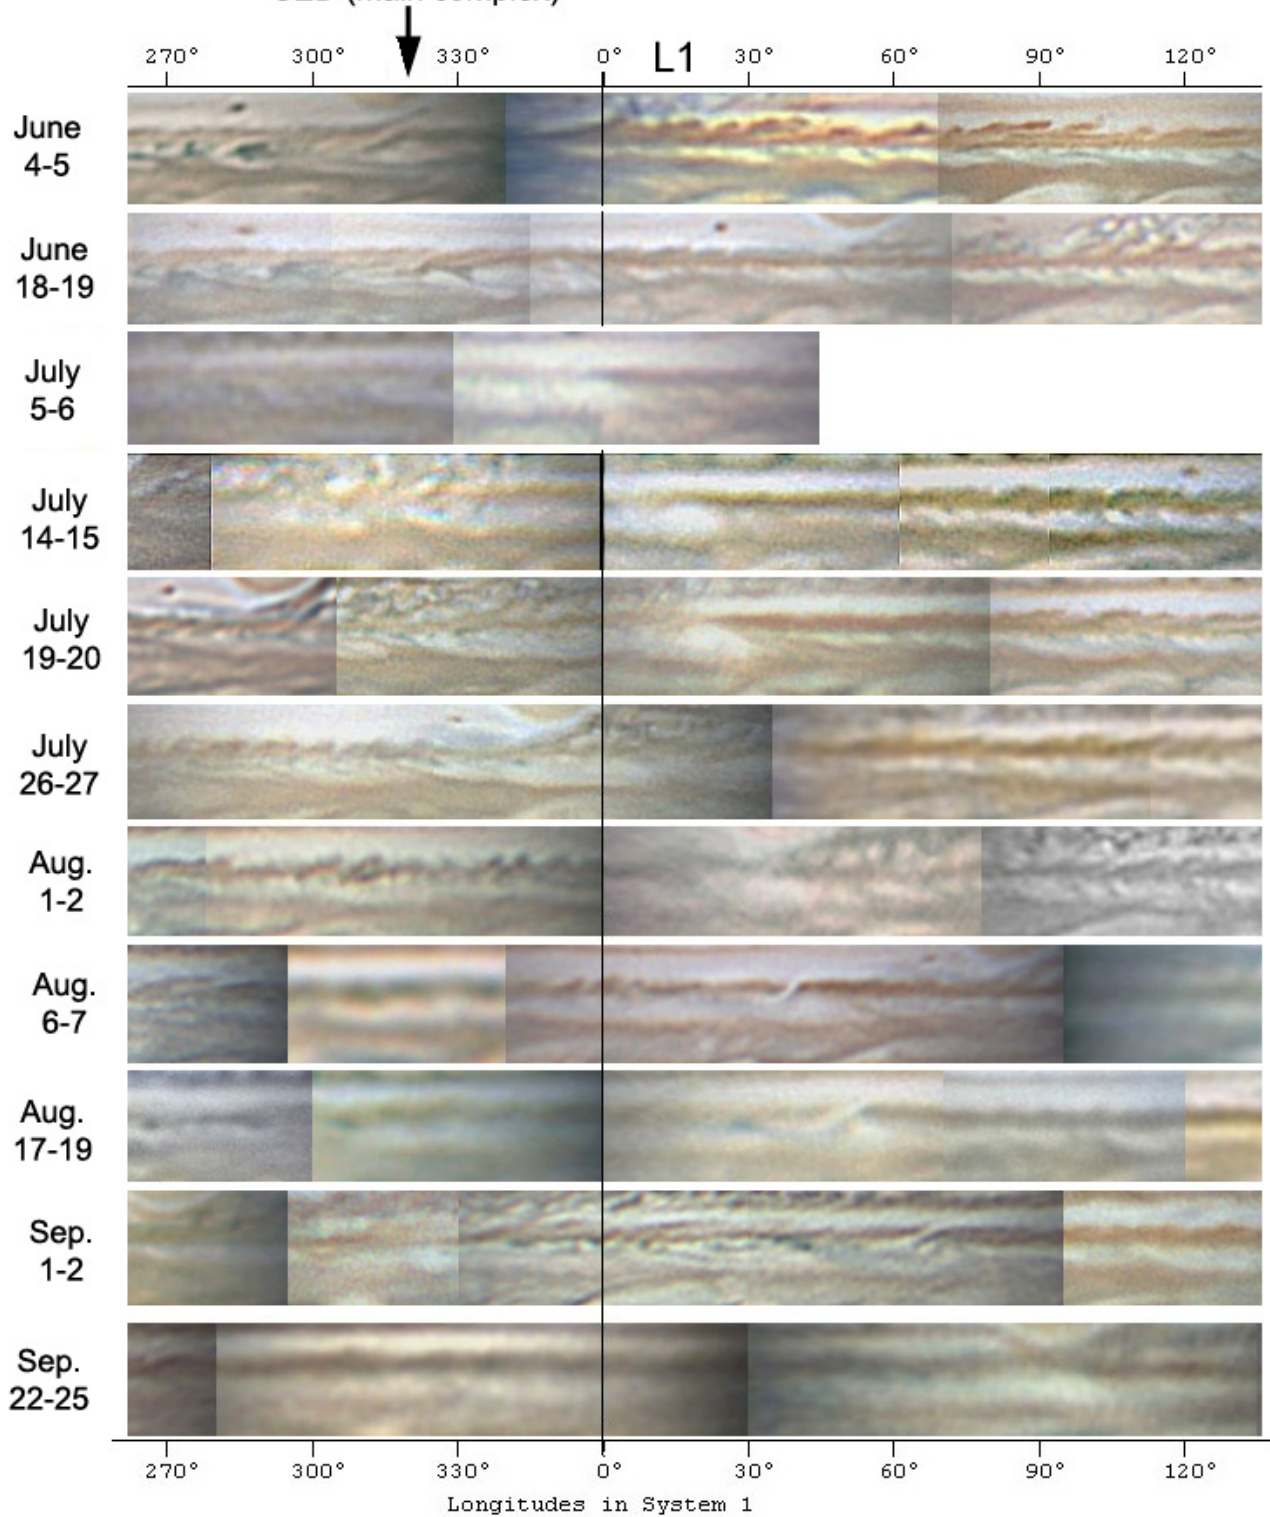 270° 300° 330° 0° L1 30° 60° 90° 120°
June
4-5
June
18-19
July
5-6
July
14-15
July
19-20
July
26-27
Aug.
1-2
Aug.
6-7
Aug.
17-19
Sep.
1-2
Sep.
22-25
270° 300° 330° 0° 30° 60° 90° 120°
Longitudes in System 1